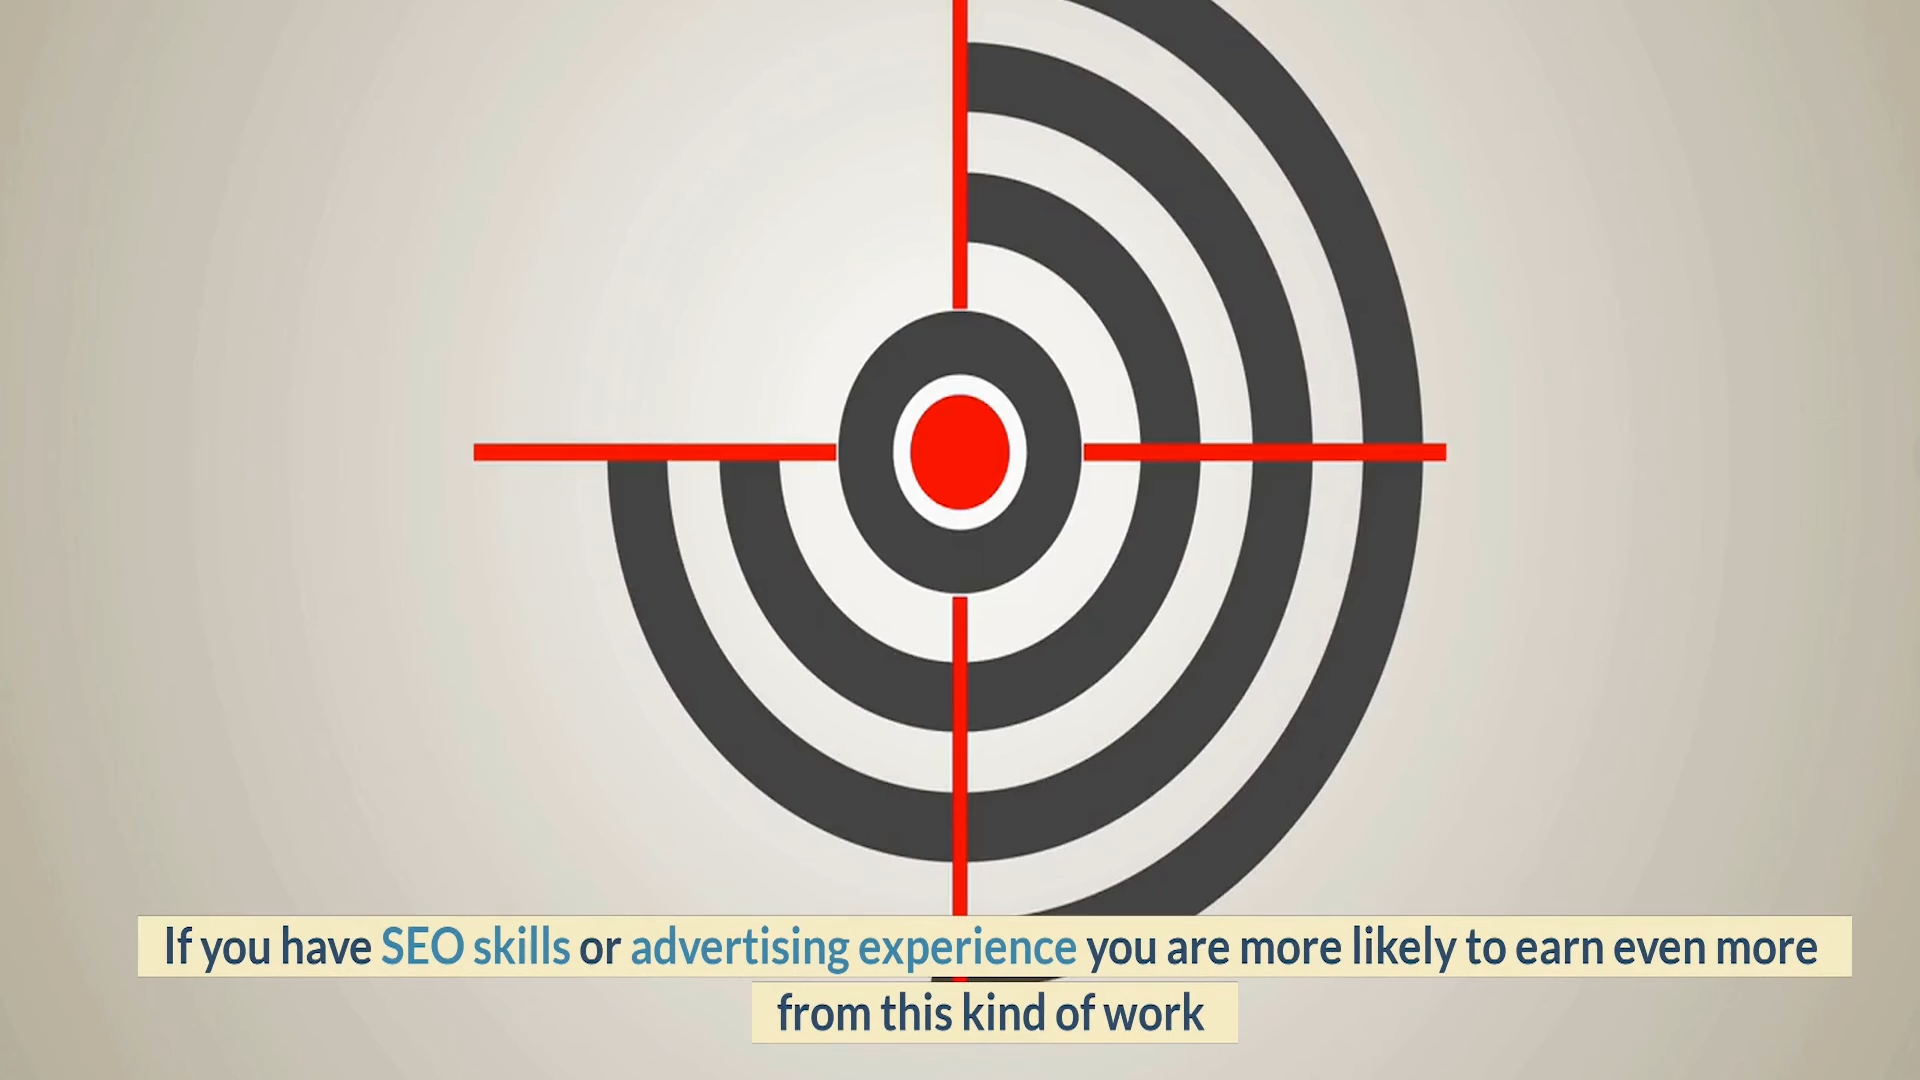 If you have SEO skills or advertising experience you are more likely to earn even more
from this kind of work